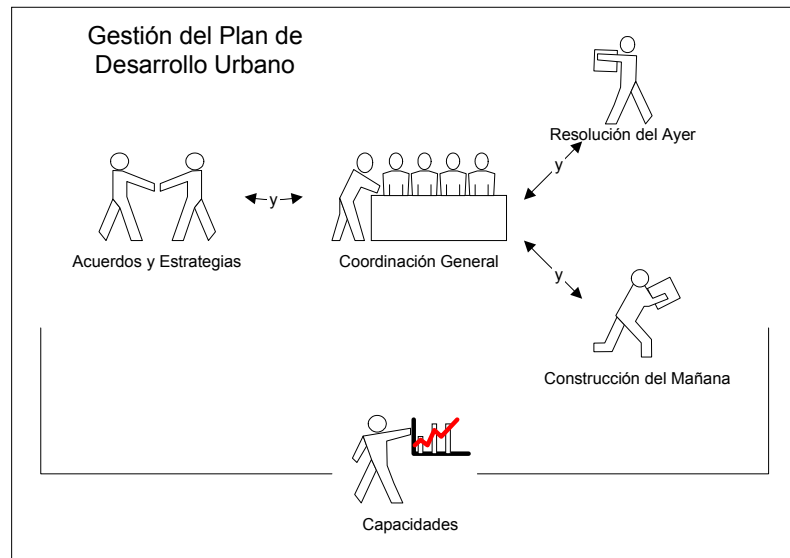 Gestión del Plan de
Desarrollo Urbano
Resolución del Ayer
y
y
Acuerdos y Estrategias
Coordinación General
y
Construcción del Mañana
Capacidades